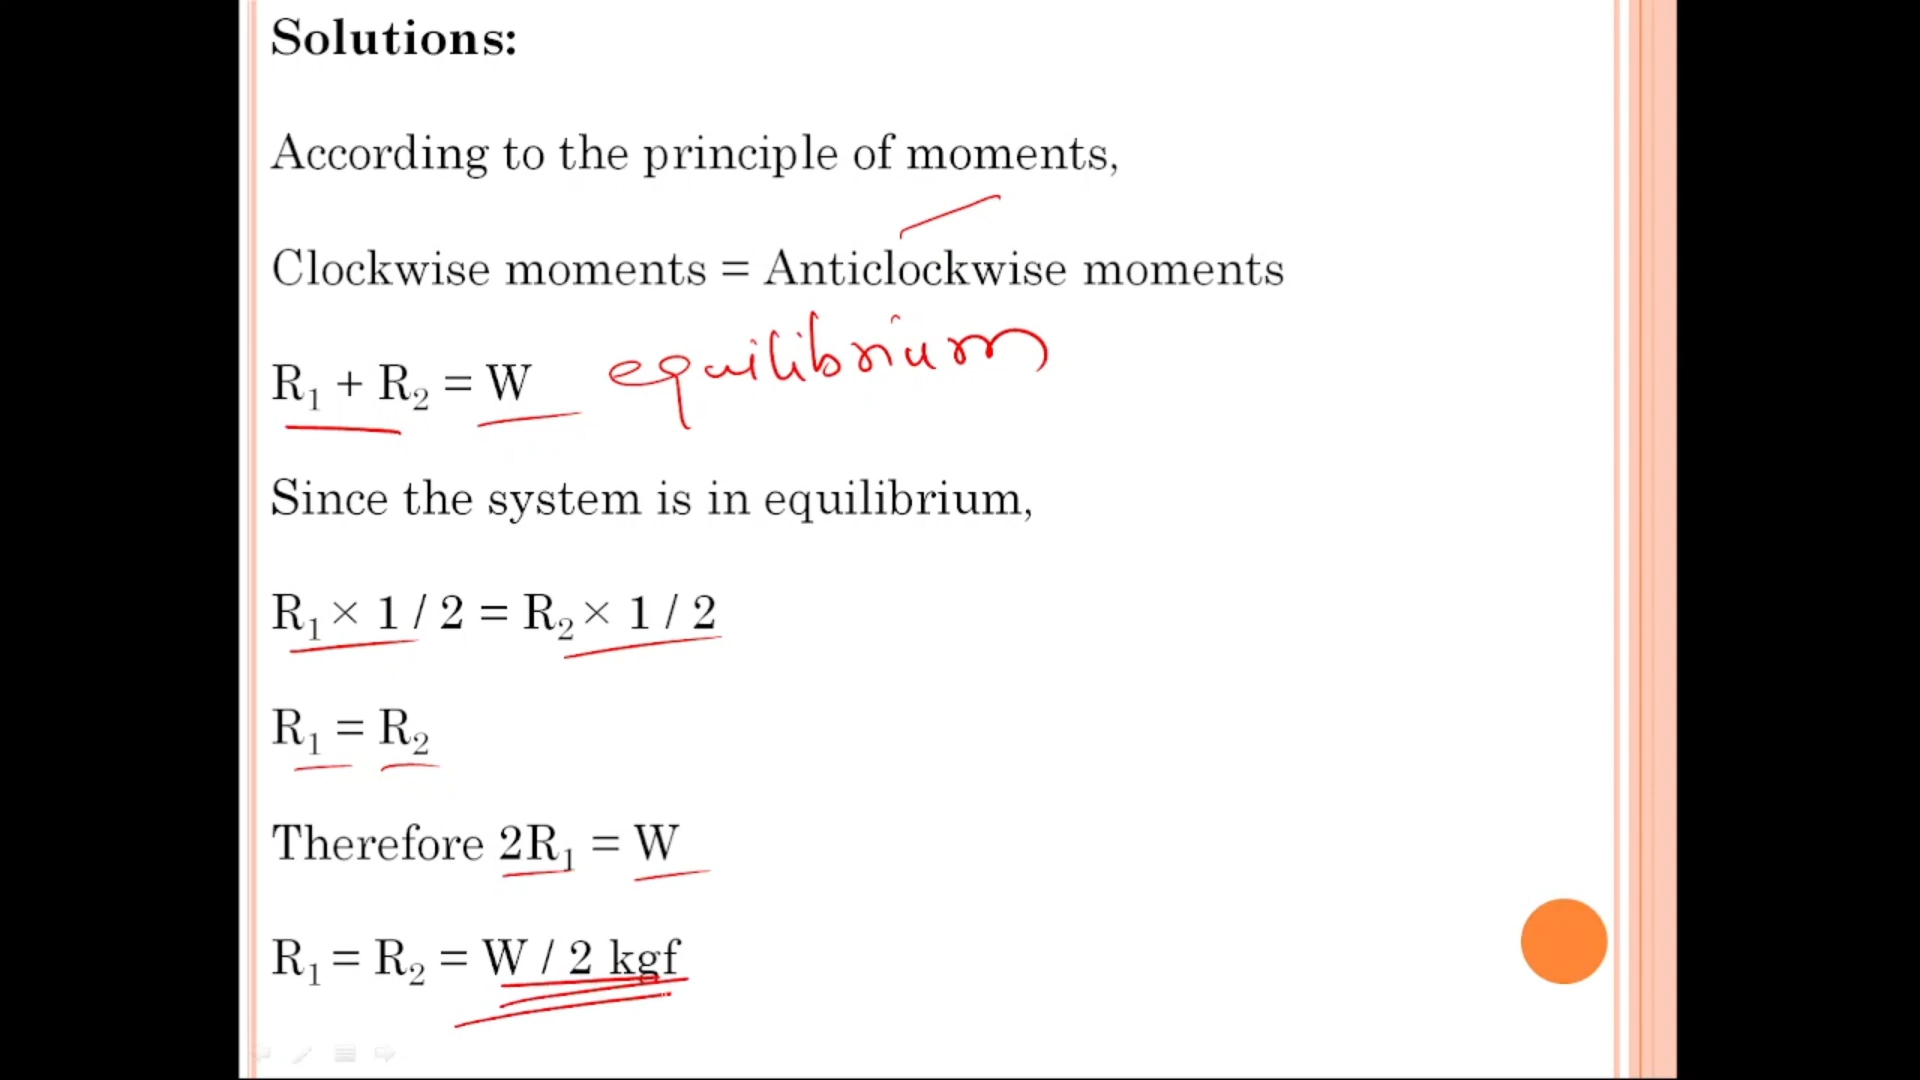 Solutions:
According to the principle of moments,
Clockwise moments = Anticlockwise moments
R₁ + R₂ = W equilibrium
Since the system is in equilibrium,
R₁ × 1 / 2 = R₂ × 1 / 2
R₁ = R₂
Therefore 2R₁ = W
R₁ = R₂ = W / 2 kgf